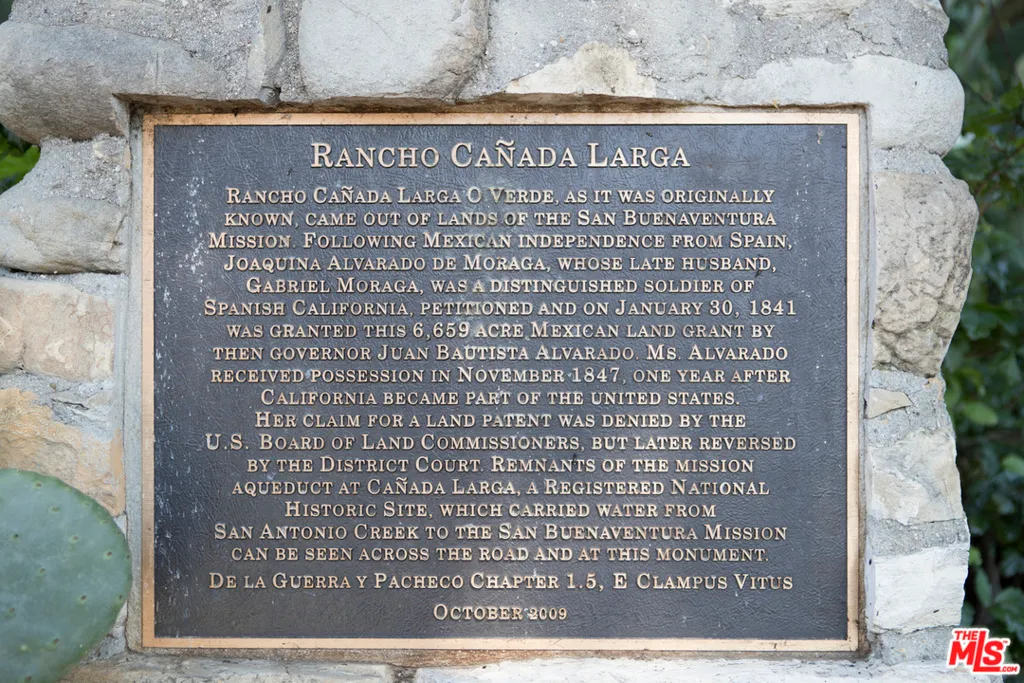 RANCHO CAÑADA LARGA
RANCHO CAÑADA LARGA O VERDE, AS IT WAS ORIGINALLY
KNOWN, CAME OUT OF LANDS OF THE SAN BUENAVENTURA
MISSION. FOLLOWING MEXICAN INDEPENDENCE FROM SPAIN,
JOAQUINA ALVARADO DE MORAGA, WHOSE LATE HUSBAND,
GABRIEL MORAGA, WAS A DISTINGUISHED SOLDIER OF
SPANISH CALIFORNIA, PETITIONED AND ON JANUARY 30, 1841
WAS GRANTED THIS 6,659 ACRE MEXICAN LAND GRANT BY
THEN GOVERNOR JUAN BAUTISTA ALVARADO. MS. ALVARADO
RECEIVED POSSESSION IN NOVEMBER 1847, ONE YEAR AFTER
CALIFORNIA BECAME PART OF THE UNITED STATES.
HER CLAIM FOR A LAND PATENT WAS DENIED BY THE
U.S. BOARD OF LAND COMMISSIONERS, BUT LATER REVERSED
BY THE DISTRICT COURT. REMNANTS OF THE MISSION
AQUEDUCT AT CAÑADA LARGA, A REGISTERED NATIONAL
HISTORIC SITE, WHICH CARRIED WATER FROM
SAN ANTONIO CREEK TO THE SAN BUENAVENTURA MISSION
CAN BE SEEN ACROSS THE ROAD AND AT THIS MONUMENT.
DE LA GUERRA Y PACHECO CHAPTER 1.5, E CLAMPUS VITUS
OCTOBER 2009
THE
MLS™
.COM